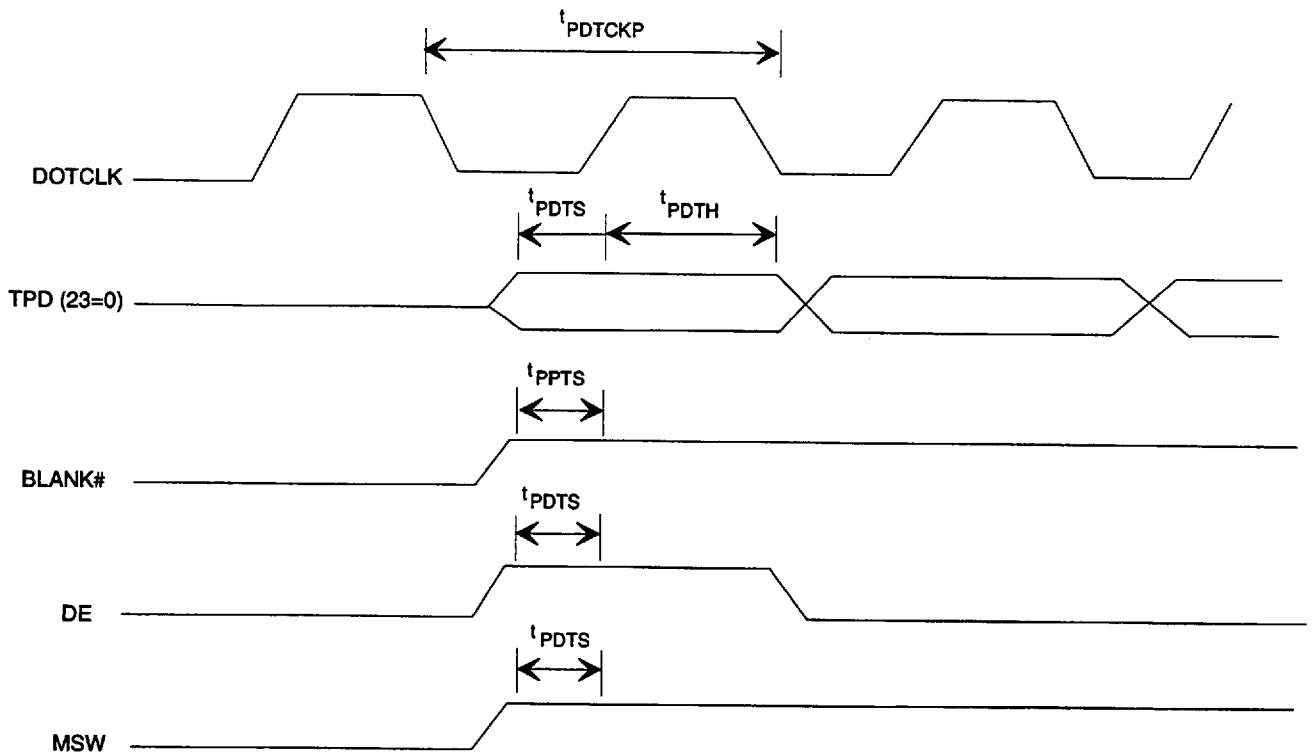 tPDTCKP
DOTCLK
tPDTS
tPDTH
TPD (23=0)
tPPTS
BLANK#
tPDTS
DE
tPDTS
MSW